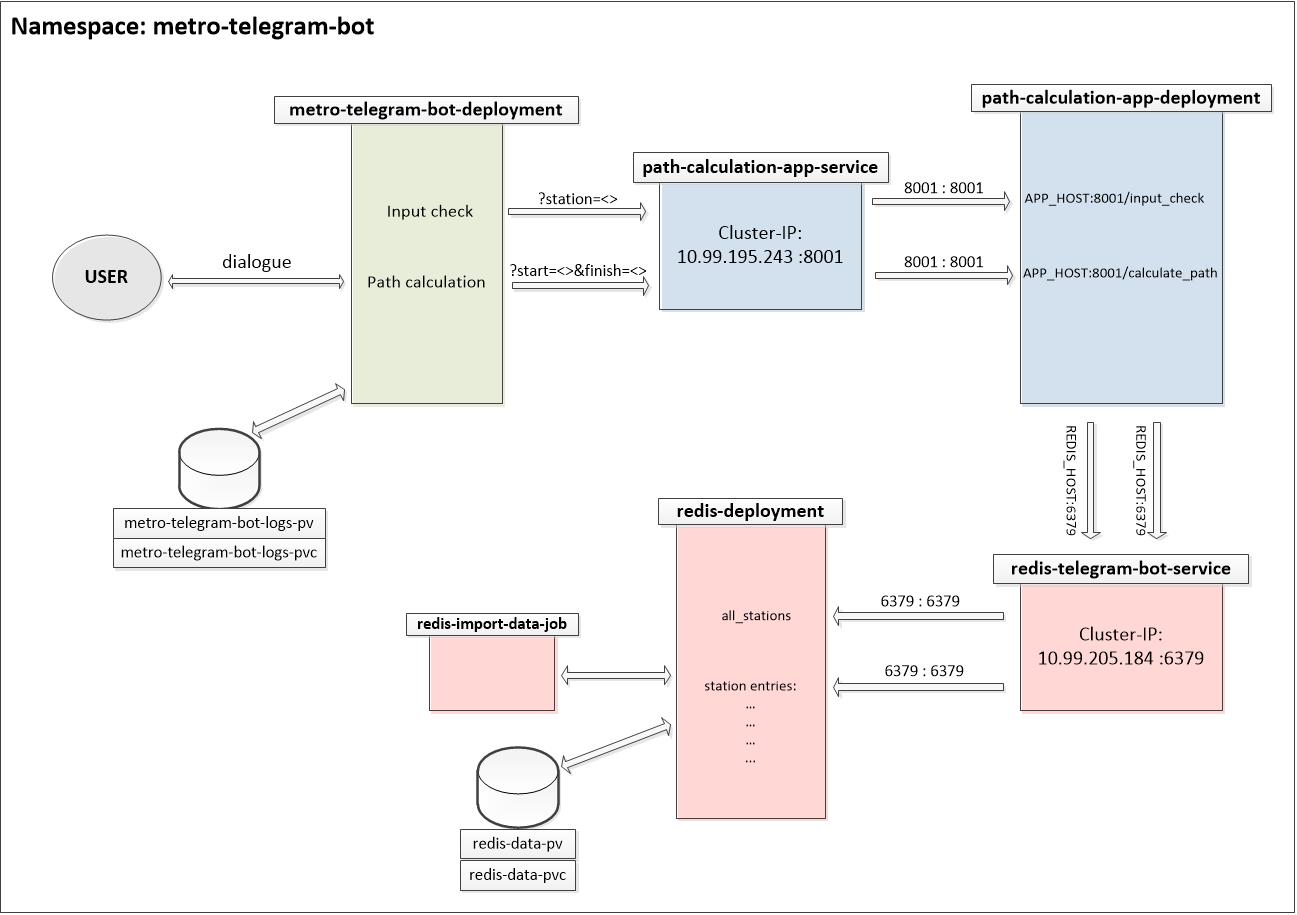 Namespace: metro-telegram-bot
metro-telegram-bot-deployment
Input check
Path calculation
USER
dialogue
metro-telegram-bot-logs-pv
metro-telegram-bot-logs-pvc
?station=<>
?start=<>&finish=<>
path-calculation-app-service
Cluster-IP:
10.99.195.243 :8001
8001 : 8001
8001 : 8001
path-calculation-app-deployment
APP_HOST:8001/input_check
APP_HOST:8001/calculate_path
REDIS_HOST:6379
REDIS_HOST:6379
redis-telegram-bot-service
Cluster-IP:
10.99.205.184 :6379
6379 : 6379
6379 : 6379
redis-deployment
all_stations
station entries:
...
...
...
...
redis-import-data-job
redis-data-pv
redis-data-pvc